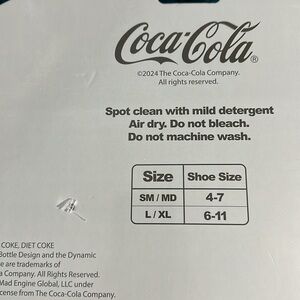 Coca-Cola®
©2024 The Coca-Cola Company.
All rights reserved.
Spot clean with mild detergent
Air dry. Do not bleach.
Do not machine wash.
Size Shoe Size
SM / MD 4-7
L / XL 6-11
COKE, DIET COKE
Bottle Design and the Dynamic
e are trademarks of
a Company. All Rights Reserved.
Mad Engine Global, LLC under
icense from The Coca-Cola Company.